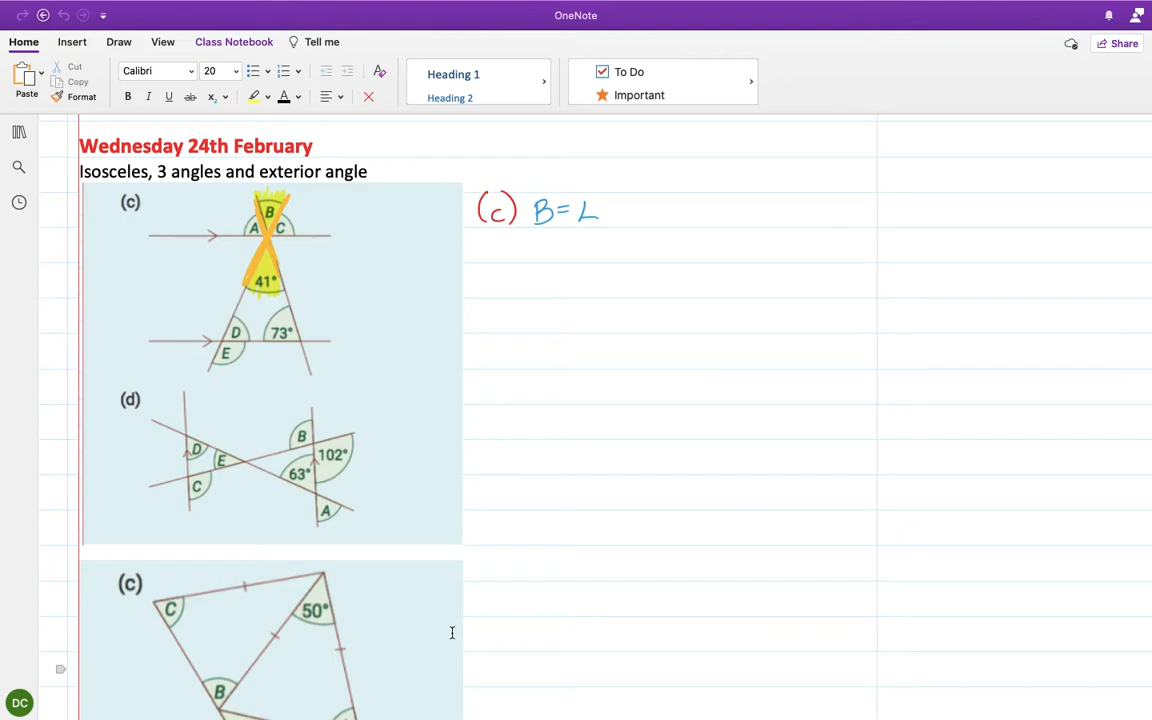 OneNote
Home Insert Draw View Class Notebook Tell me
Share
Paste
Cut
Copy
Format
Calibri 20
B I U ab x₂ A
Heading 1
Heading 2
To Do
Important
Wednesday 24th February
Isosceles, 3 angles and exterior angle
(c)
B
A C
41°
D 73°
E
(c) B = L
(d)
B
D 102°
E
63°
C
A
(c)
C
50°
B
DC